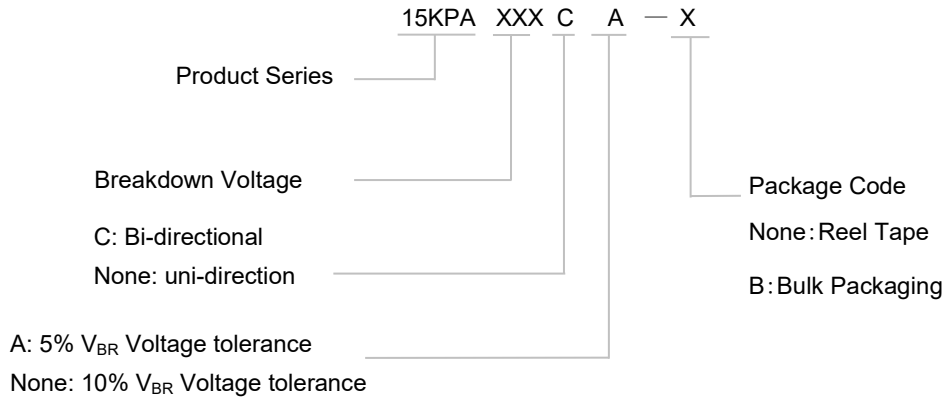 15KPA XXX C A — X
Product Series
Breakdown Voltage
C: Bi-directional
None: uni-direction
A: 5% VBR Voltage tolerance
None: 10% VBR Voltage tolerance
Package Code
None：Reel Tape
B：Bulk Packaging